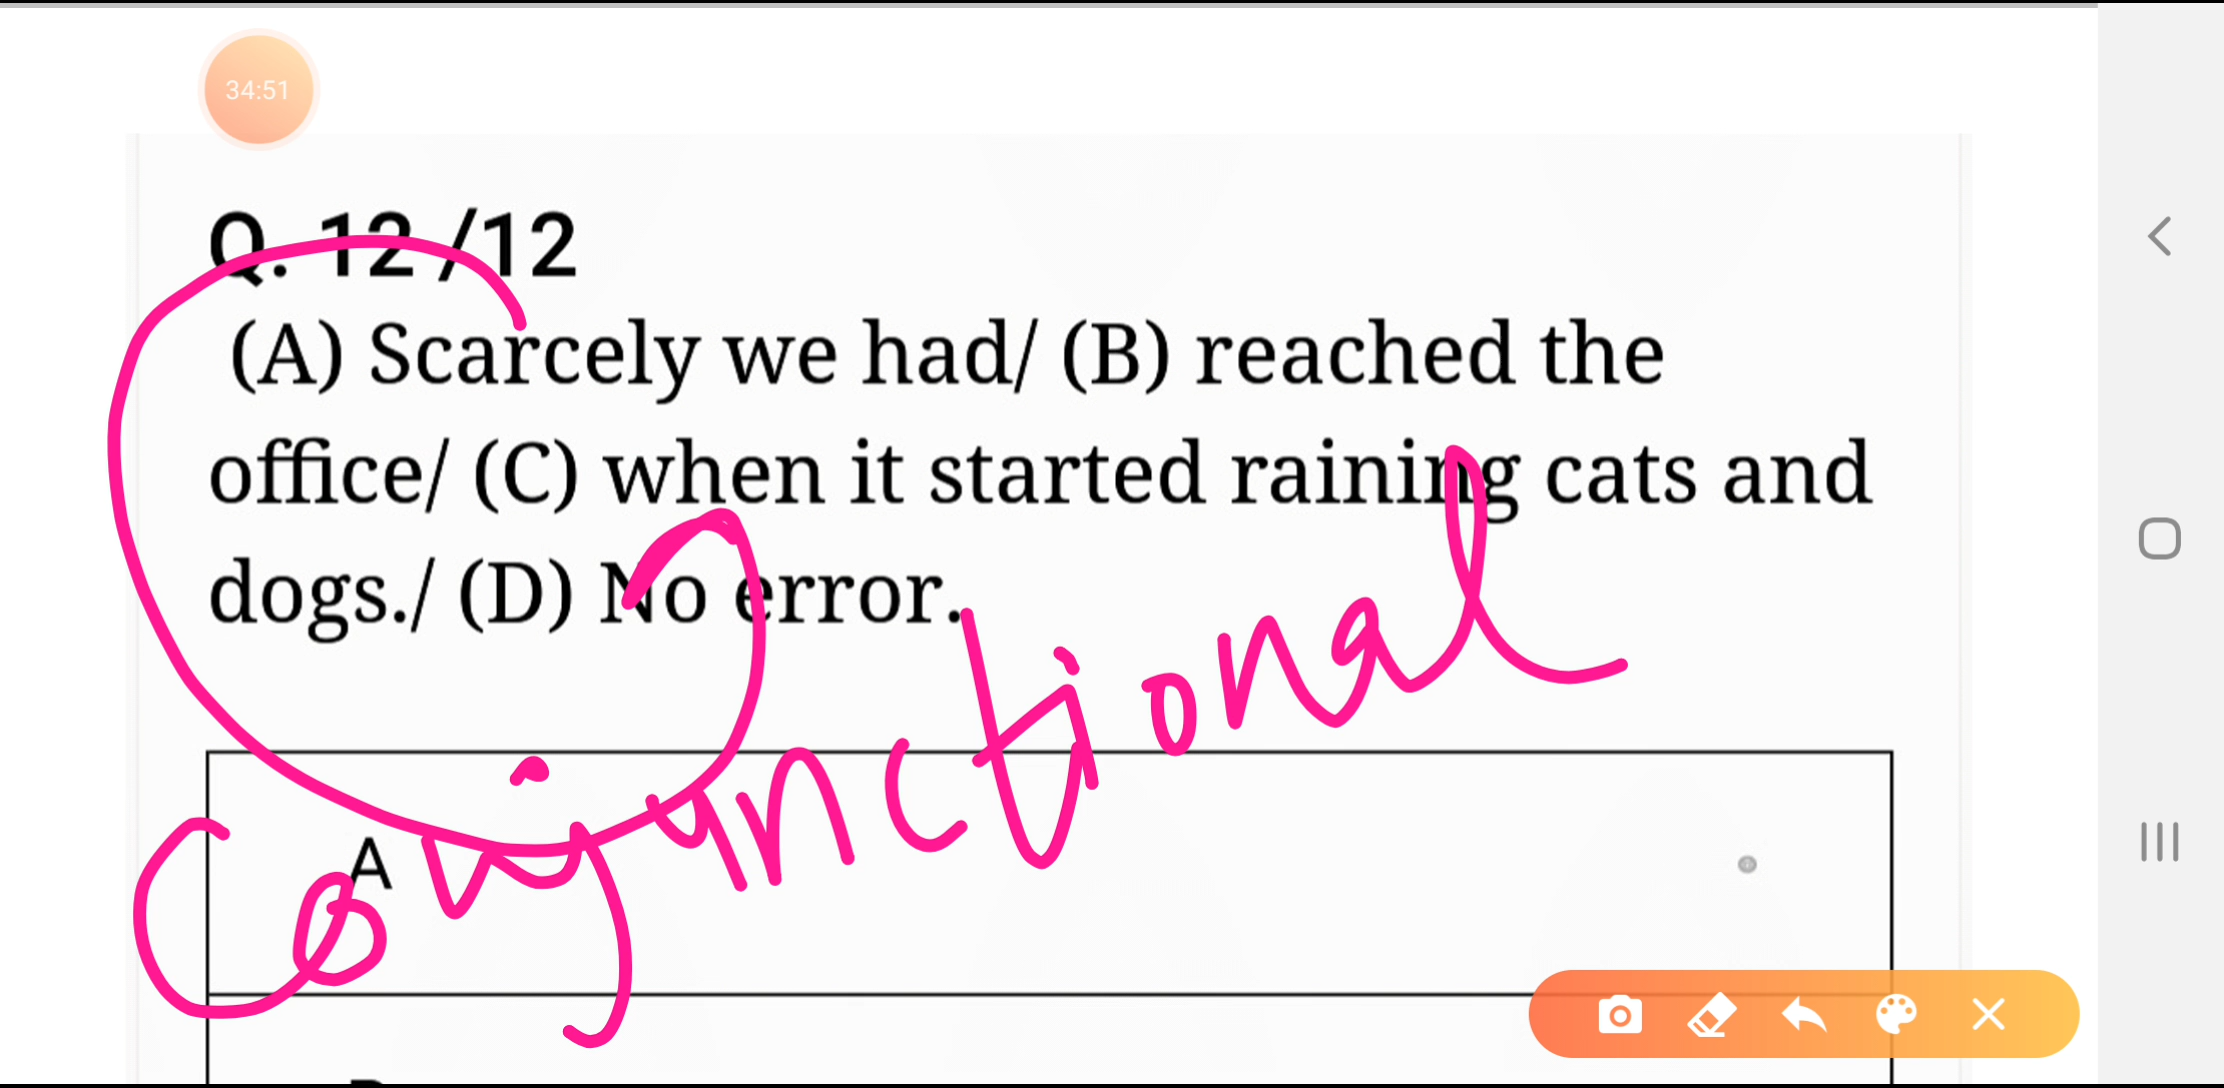 34:51
Q. 12 /12
(A) Scarcely we had/ (B) reached the
office/ (C) when it started raining cats and
dogs./ (D) No error.
Conjunctional
A